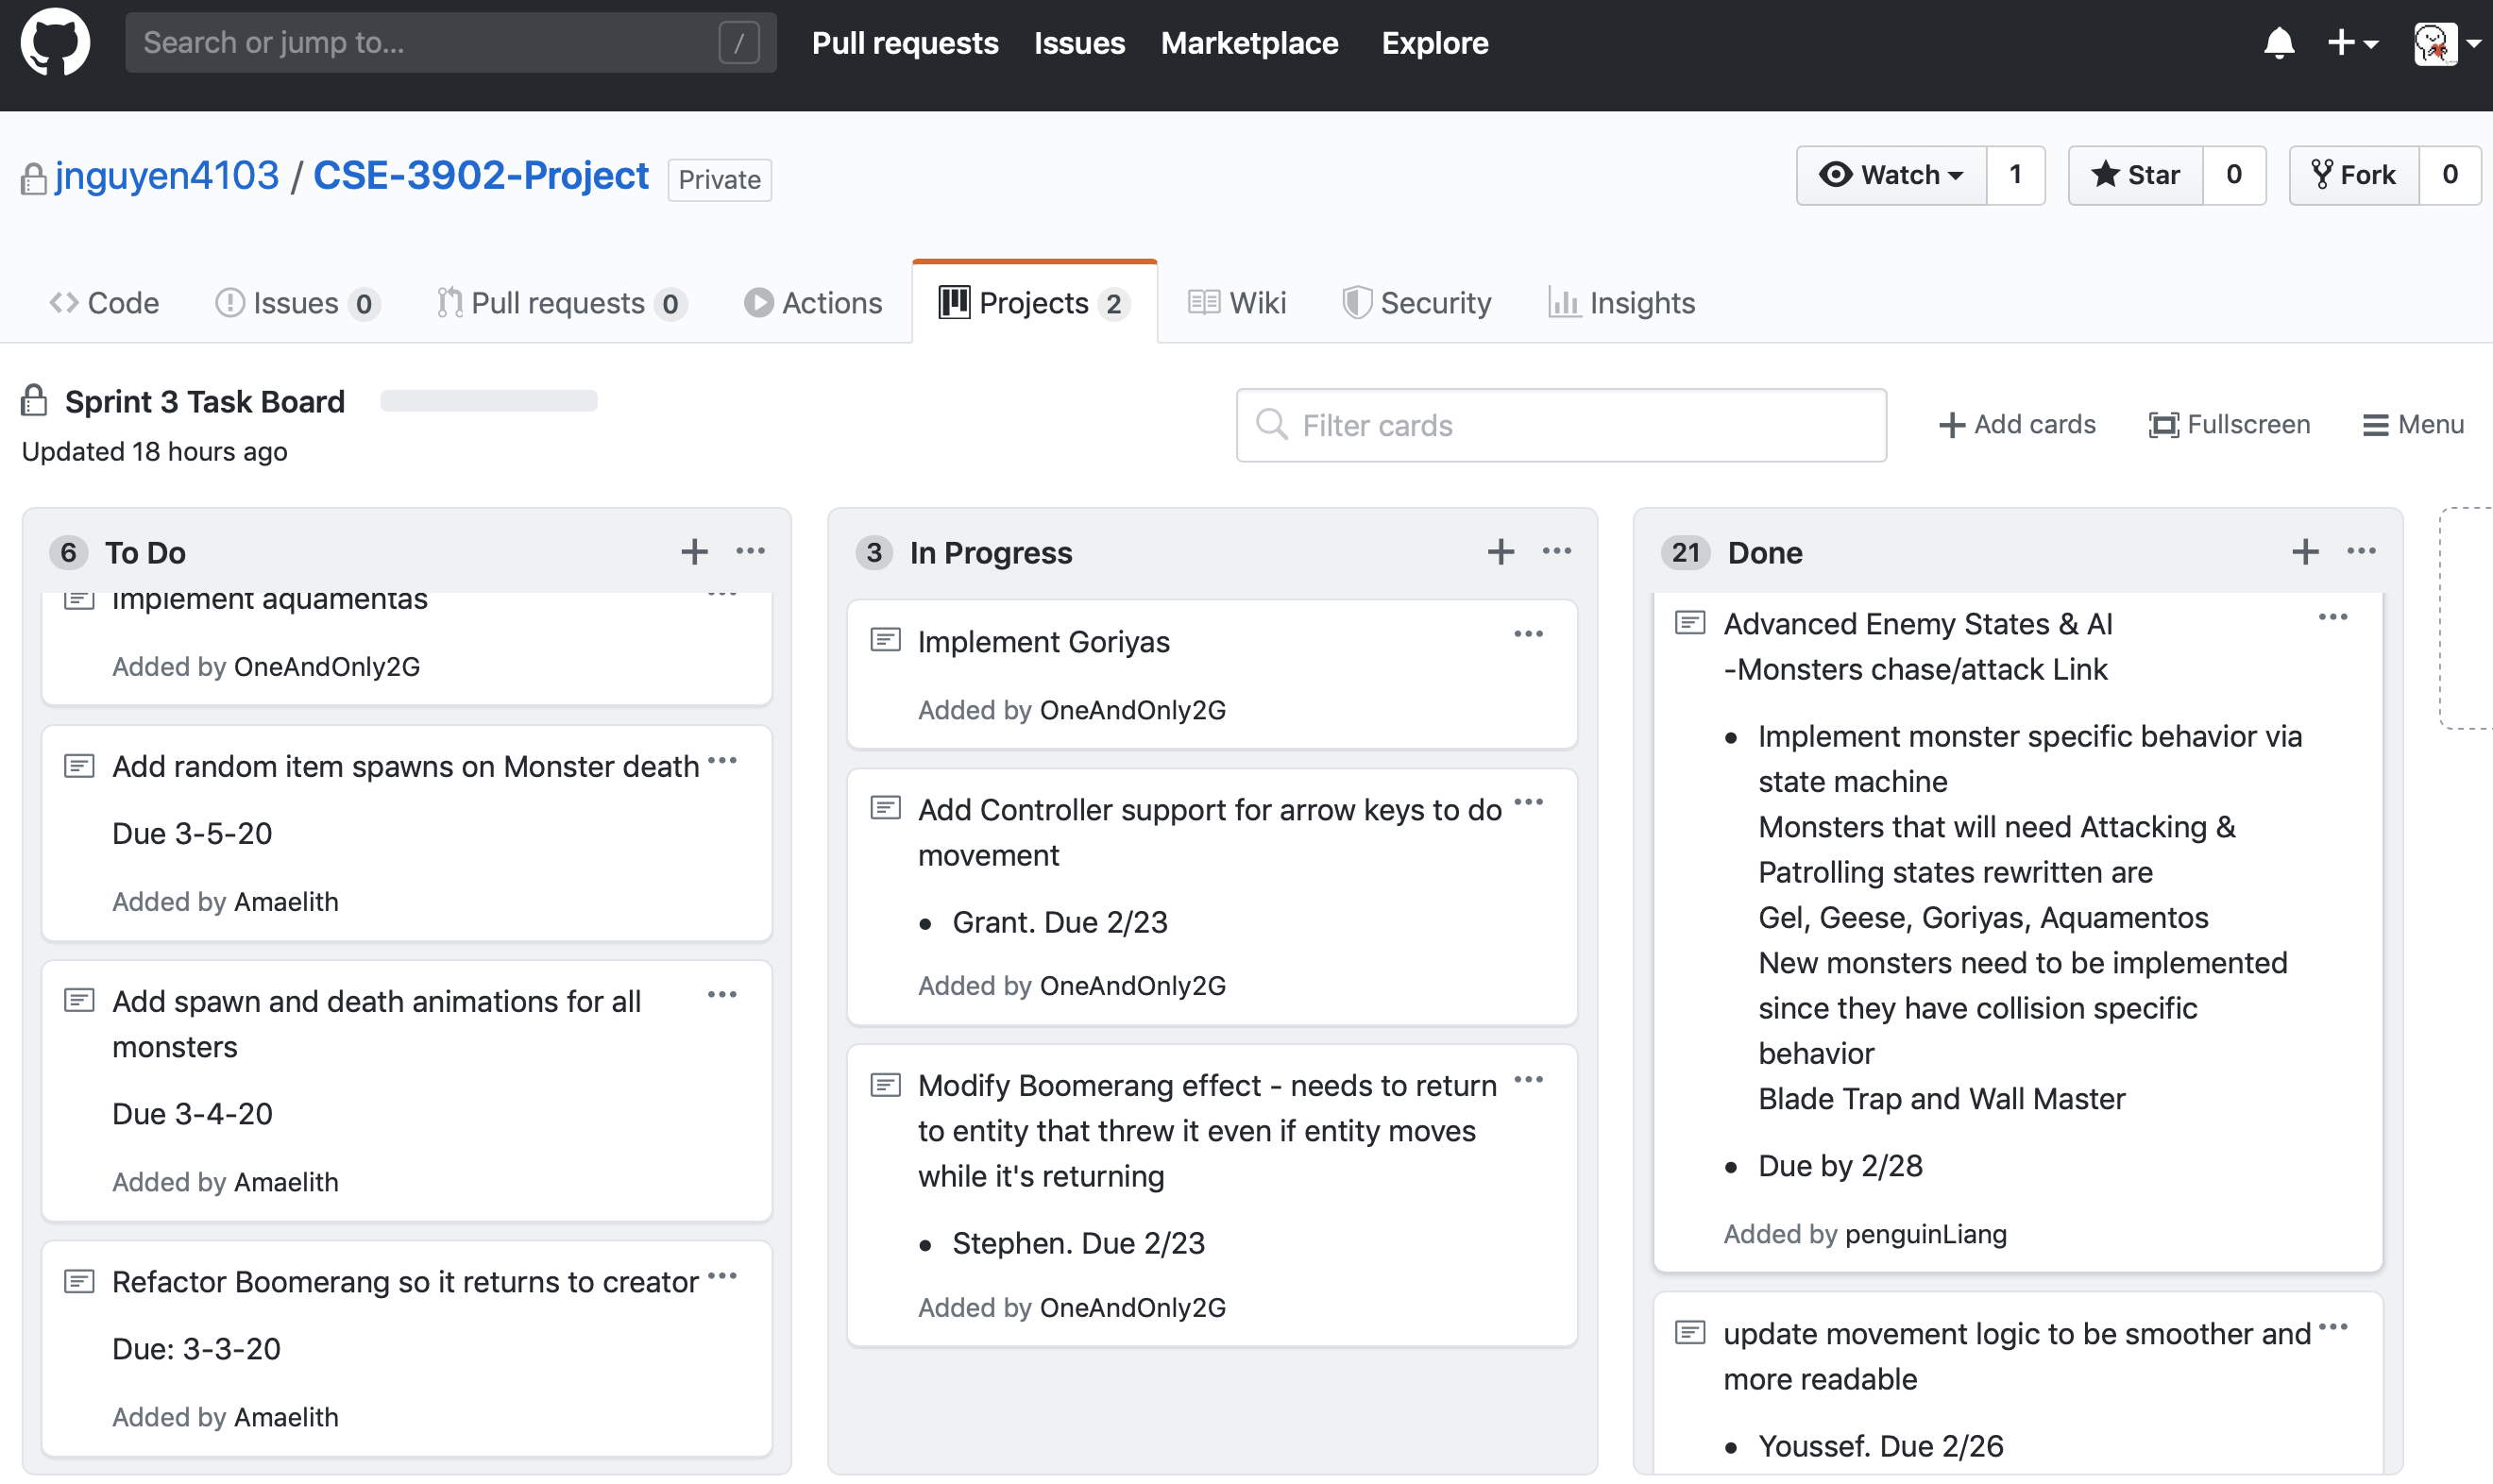 Search or jump to... /
Pull requests Issues Marketplace Explore
jnguyen4103 / CSE-3902-Project Private
Watch 1 Star 0 Fork 0
Code Issues 0 Pull requests 0 Actions Projects 2 Wiki Security Insights
Sprint 3 Task Board
Updated 18 hours ago
Filter cards
Add cards Fullscreen Menu
6 To Do
Implement aquamentas
Added by OneAndOnly2G
Add random item spawns on Monster death
Due 3-5-20
Added by Amaelith
Add spawn and death animations for all
monsters
Due 3-4-20
Added by Amaelith
Refactor Boomerang so it returns to creator
Due: 3-3-20
Added by Amaelith
3 In Progress
Implement Goriyas
Added by OneAndOnly2G
Add Controller support for arrow keys to do
movement
• Grant. Due 2/23
Added by OneAndOnly2G
Modify Boomerang effect - needs to return
to entity that threw it even if entity moves
while it's returning
• Stephen. Due 2/23
Added by OneAndOnly2G
21 Done
Advanced Enemy States & AI
-Monsters chase/attack Link
• Implement monster specific behavior via
state machine
Monsters that will need Attacking &
Patrolling states rewritten are
Gel, Geese, Goriyas, Aquamentos
New monsters need to be implemented
since they have collision specific
behavior
Blade Trap and Wall Master
• Due by 2/28
Added by penguinLiang
update movement logic to be smoother and
more readable
• Youssef. Due 2/26